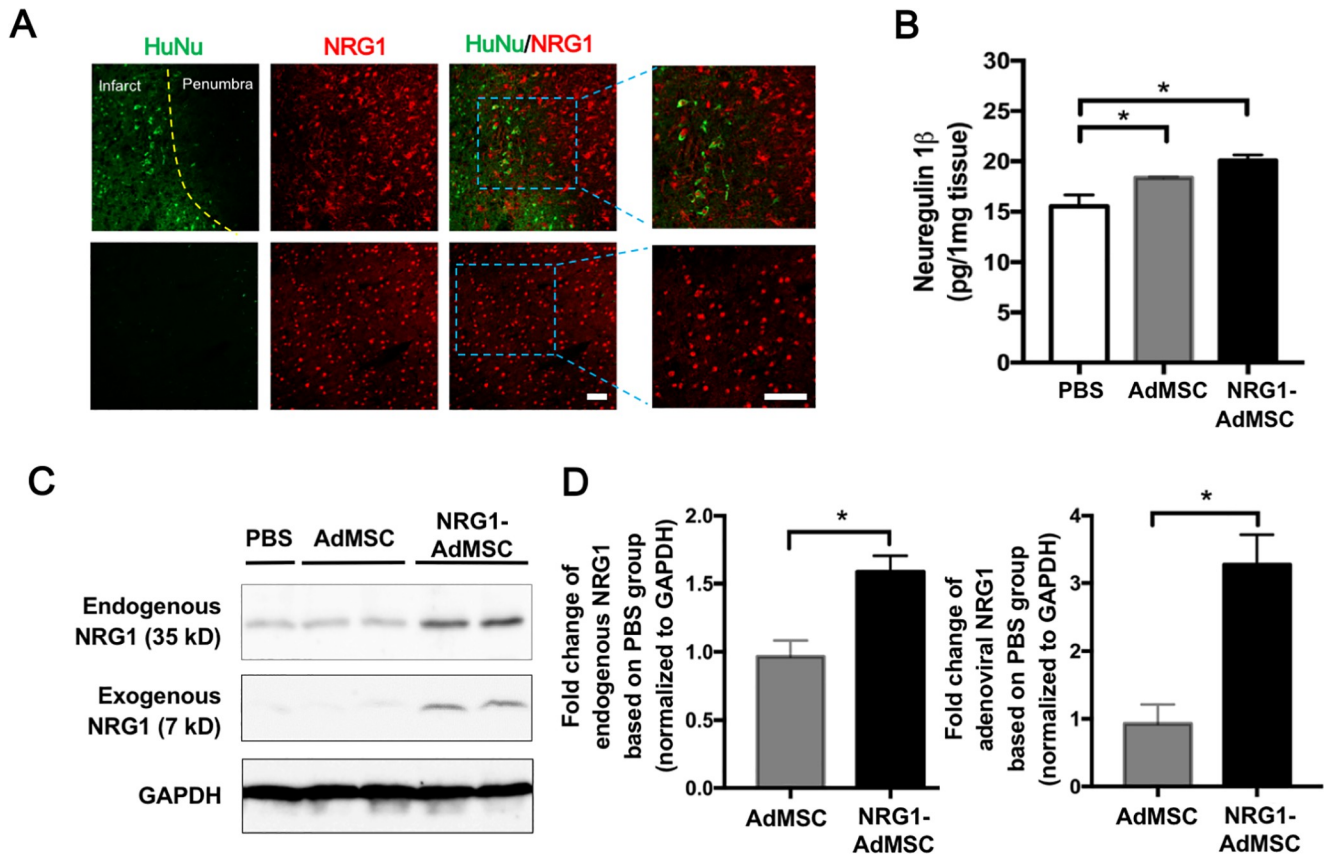 A
HuNu
NRG1
HuNu/NRG1
Infarct
Penumbra
B
Neuregulin 1β
(pg/1mg tissue)
30
25
20
15
10
5
0
*
*
PBS
AdMSC
NRG1-
AdMSC
C
PBS
AdMSC
NRG1-
AdMSC
Endogenous
NRG1 (35 kD)
Exogenous
NRG1 (7 kD)
GAPDH
D
Fold change of
endogenous NRG1
based on PBS group
(normalized to GAPDH)
2.0
1.5
1.0
0.5
0.0
*
AdMSC
NRG1-
AdMSC
Fold change of
adenoviral NRG1
based on PBS group
(normalized to GAPDH)
4
3
2
1
0
*
AdMSC
NRG1-
AdMSC